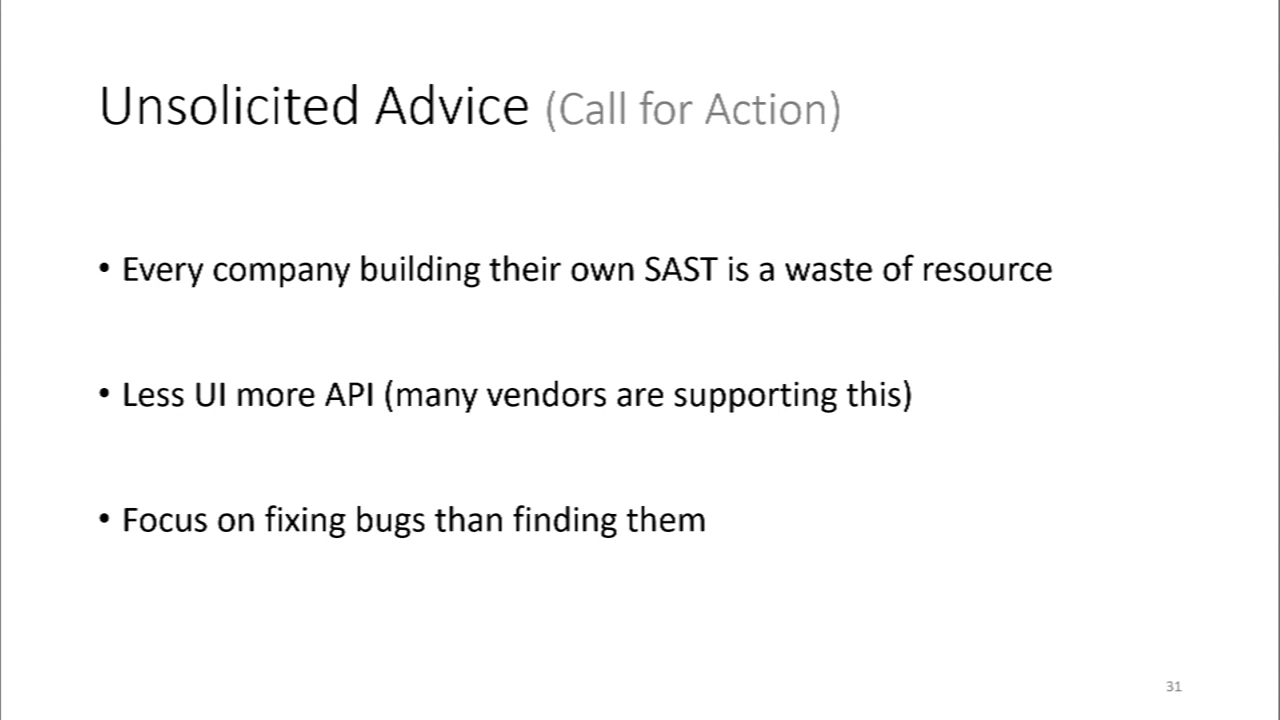 Unsolicited Advice (Call for Action)
• Every company building their own SAST is a waste of resource
• Less UI more API (many vendors are supporting this)
• Focus on fixing bugs than finding them
31